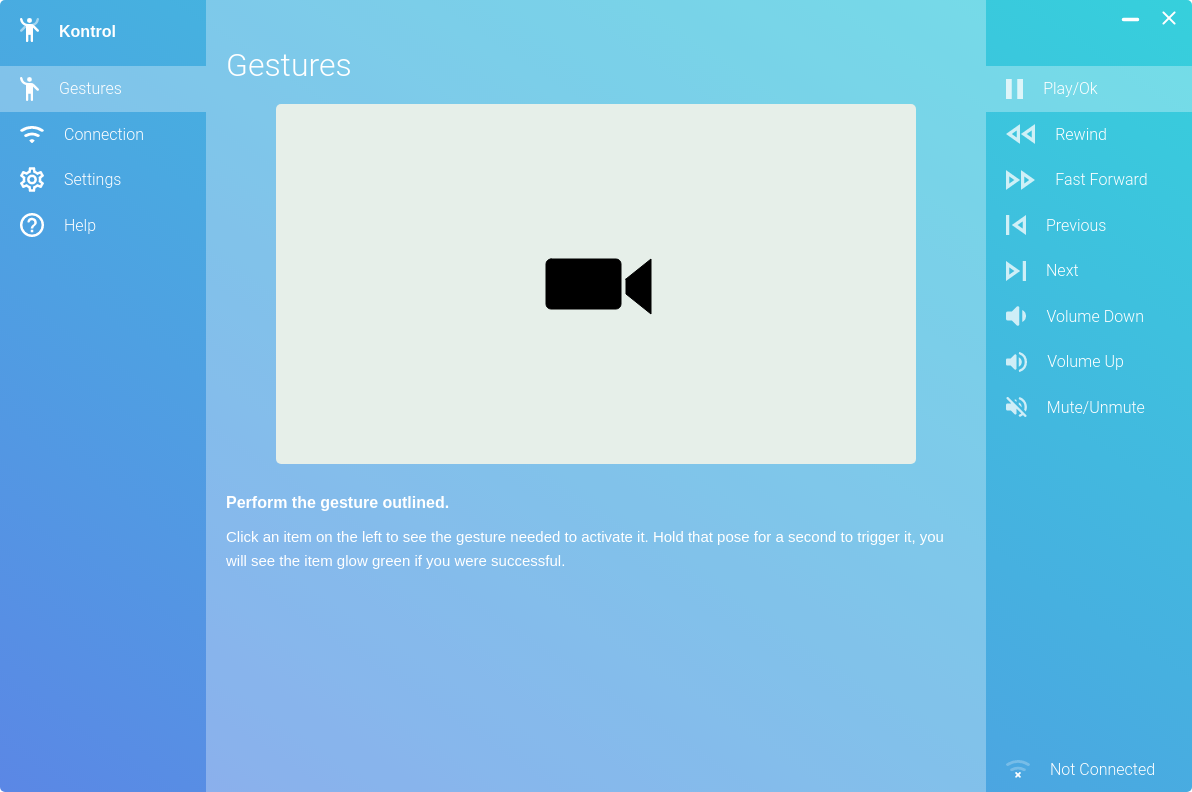 Kontrol
Gestures
Connection
Settings
Help
Gestures
Perform the gesture outlined.
Click an item on the left to see the gesture needed to activate it. Hold that pose for a second to trigger it, you
will see the item glow green if you were successful.
Play/Ok
Rewind
Fast Forward
Previous
Next
Volume Down
Volume Up
Mute/Unmute
Not Connected